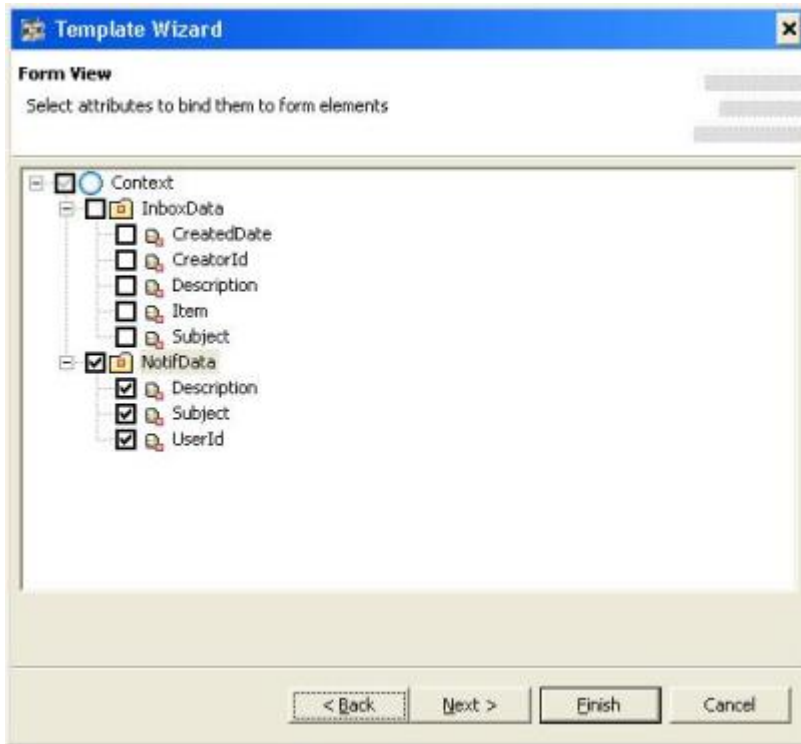 Template Wizard
Form View
Select attributes to bind them to form elements
Context
InboxData
CreatedDate
CreatorId
Description
Item
Subject
NotifData
Description
Subject
UserId
< Back Next > Finish Cancel